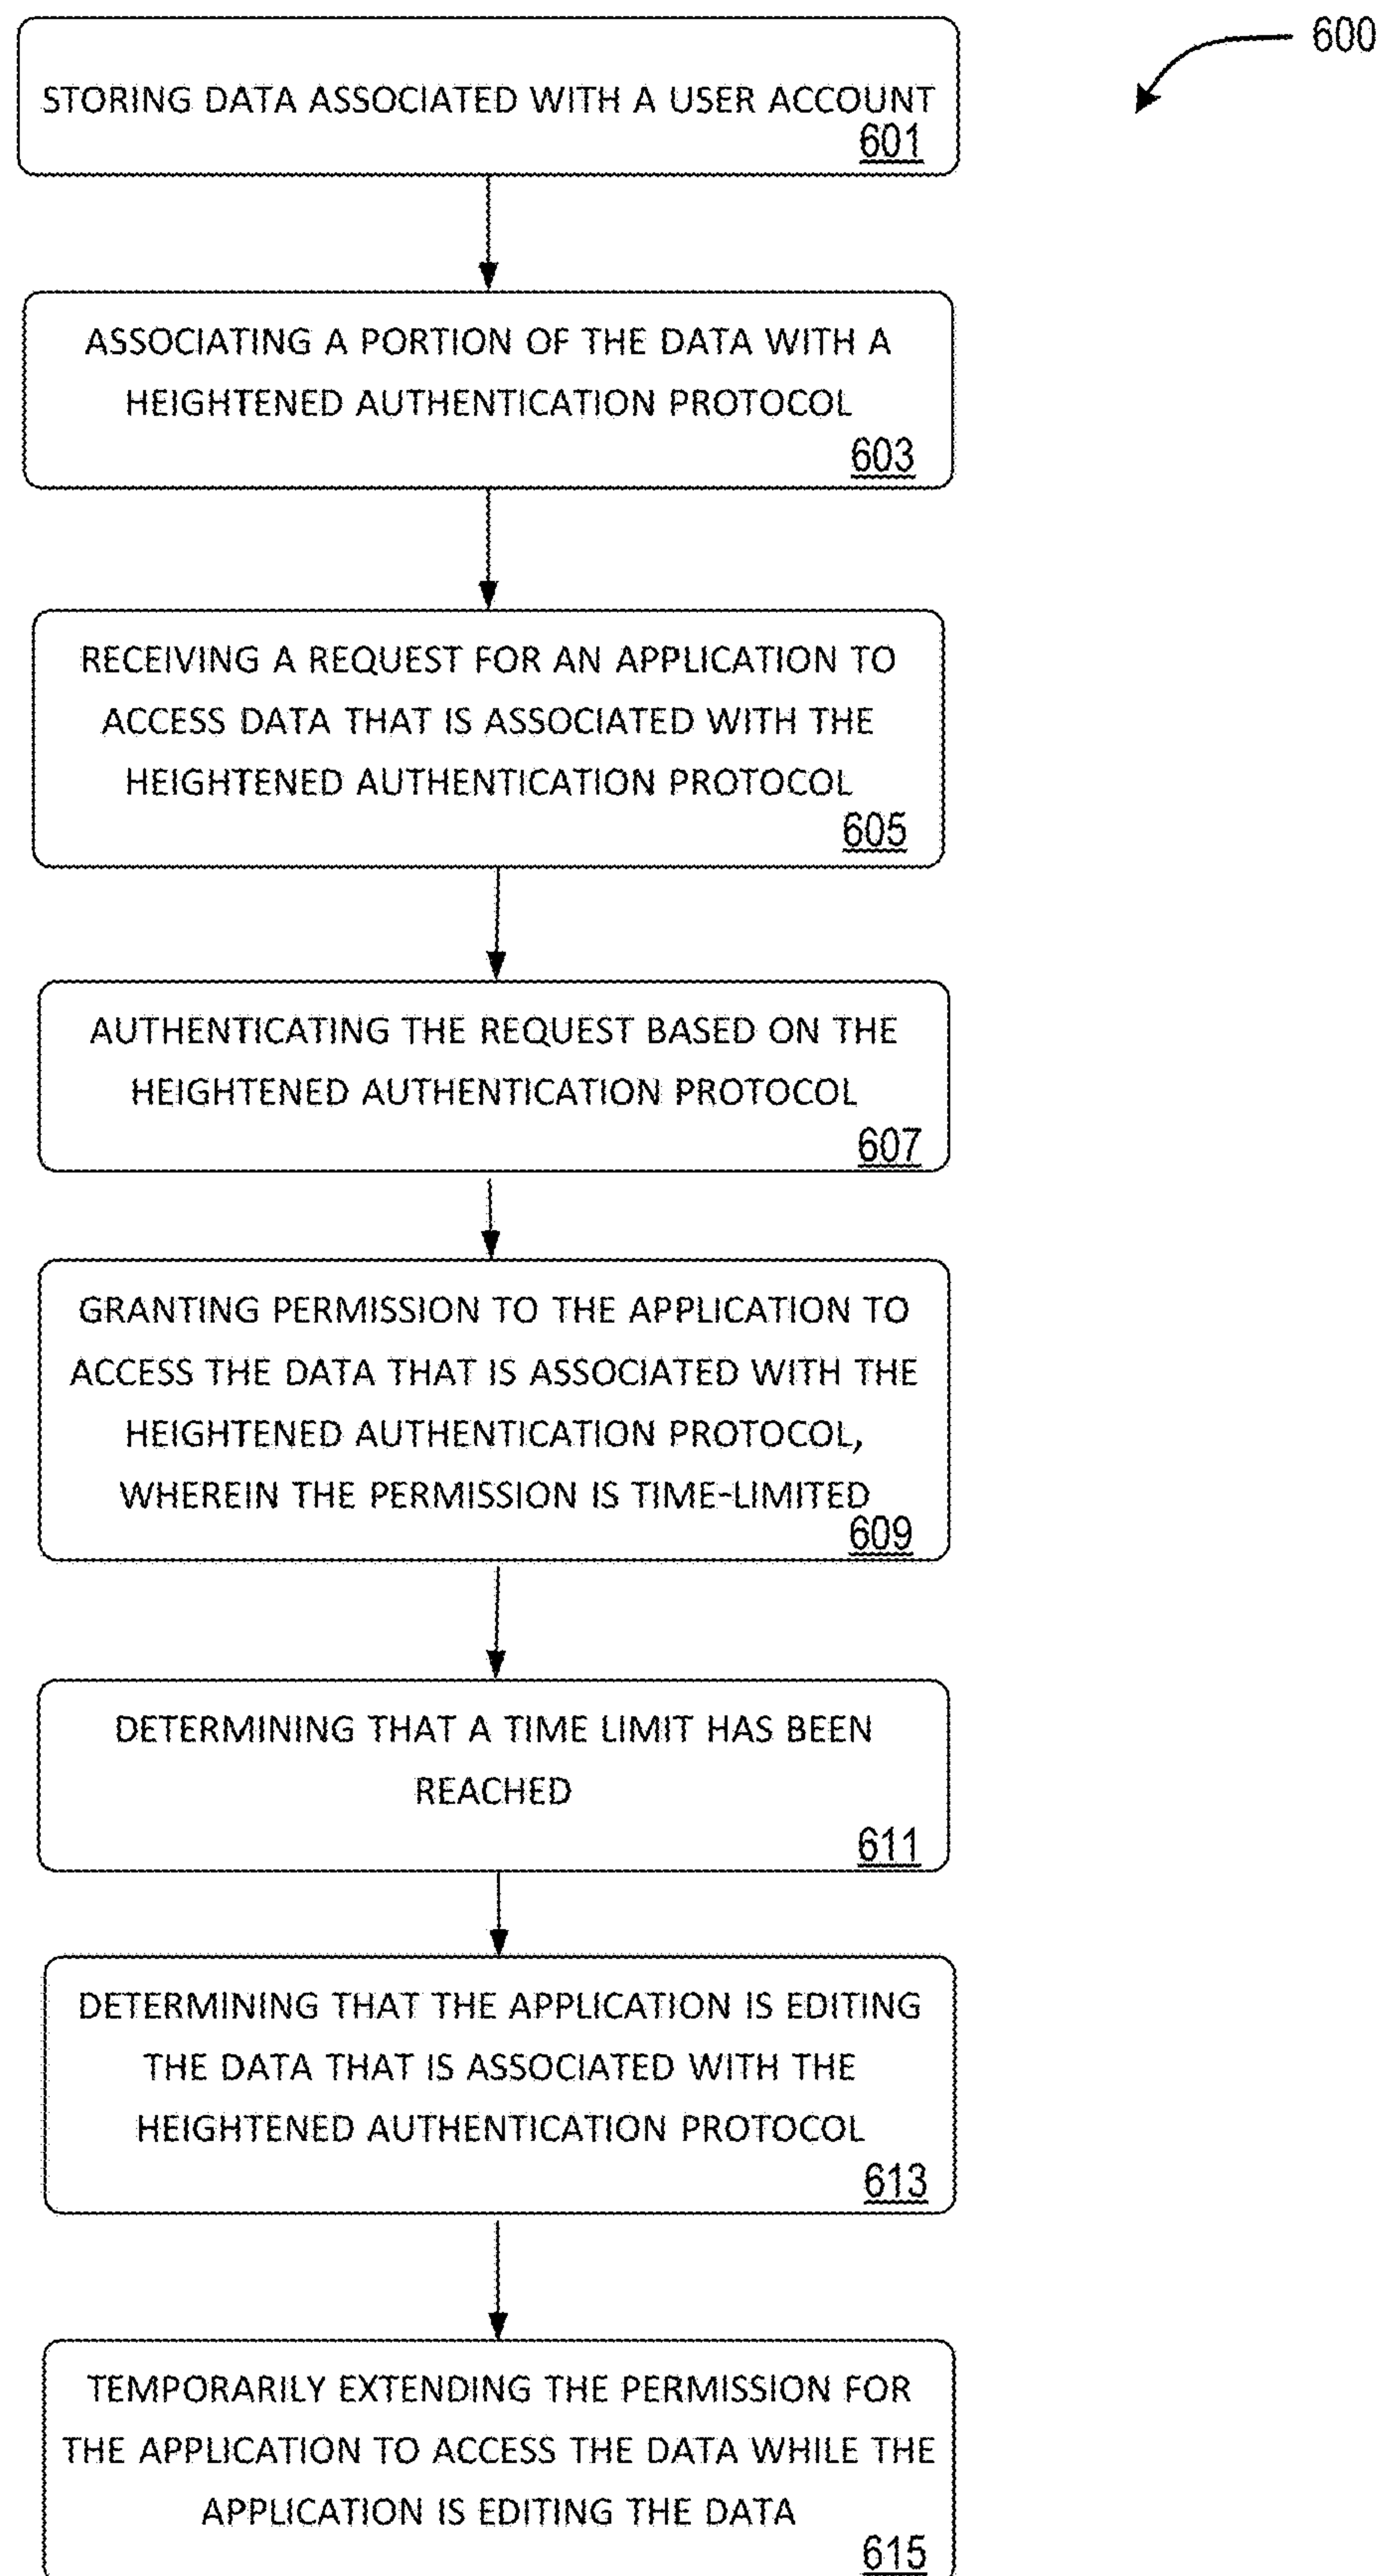 600
STORING DATA ASSOCIATED WITH A USER ACCOUNT
601
ASSOCIATING A PORTION OF THE DATA WITH A
HEIGHTENED AUTHENTICATION PROTOCOL
603
RECEIVING A REQUEST FOR AN APPLICATION TO
ACCESS DATA THAT IS ASSOCIATED WITH THE
HEIGHTENED AUTHENTICATION PROTOCOL
605
AUTHENTICATING THE REQUEST BASED ON THE
HEIGHTENED AUTHENTICATION PROTOCOL
607
GRANTING PERMISSION TO THE APPLICATION TO
ACCESS THE DATA THAT IS ASSOCIATED WITH THE
HEIGHTENED AUTHENTICATION PROTOCOL,
WHEREIN THE PERMISSION IS TIME-LIMITED
609
DETERMINING THAT A TIME LIMIT HAS BEEN
REACHED
611
DETERMINING THAT THE APPLICATION IS EDITING
THE DATA THAT IS ASSOCIATED WITH THE
HEIGHTENED AUTHENTICATION PROTOCOL
613
TEMPORARILY EXTENDING THE PERMISSION FOR
THE APPLICATION TO ACCESS THE DATA WHILE THE
APPLICATION IS EDITING THE DATA
615